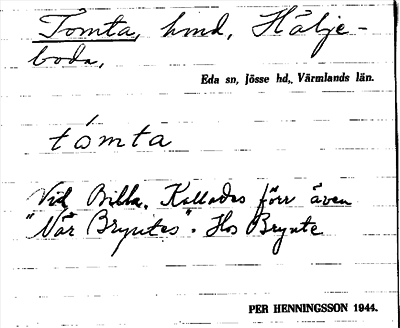 Tomta, hmd, Hälje-
boda,
Eda sn, Jösse hd., Värmlands län.
tómta
Vid Billa. Kallades förr även
"Når Bryntes". Hos Brynte
PER HENNINGSSON 1944.